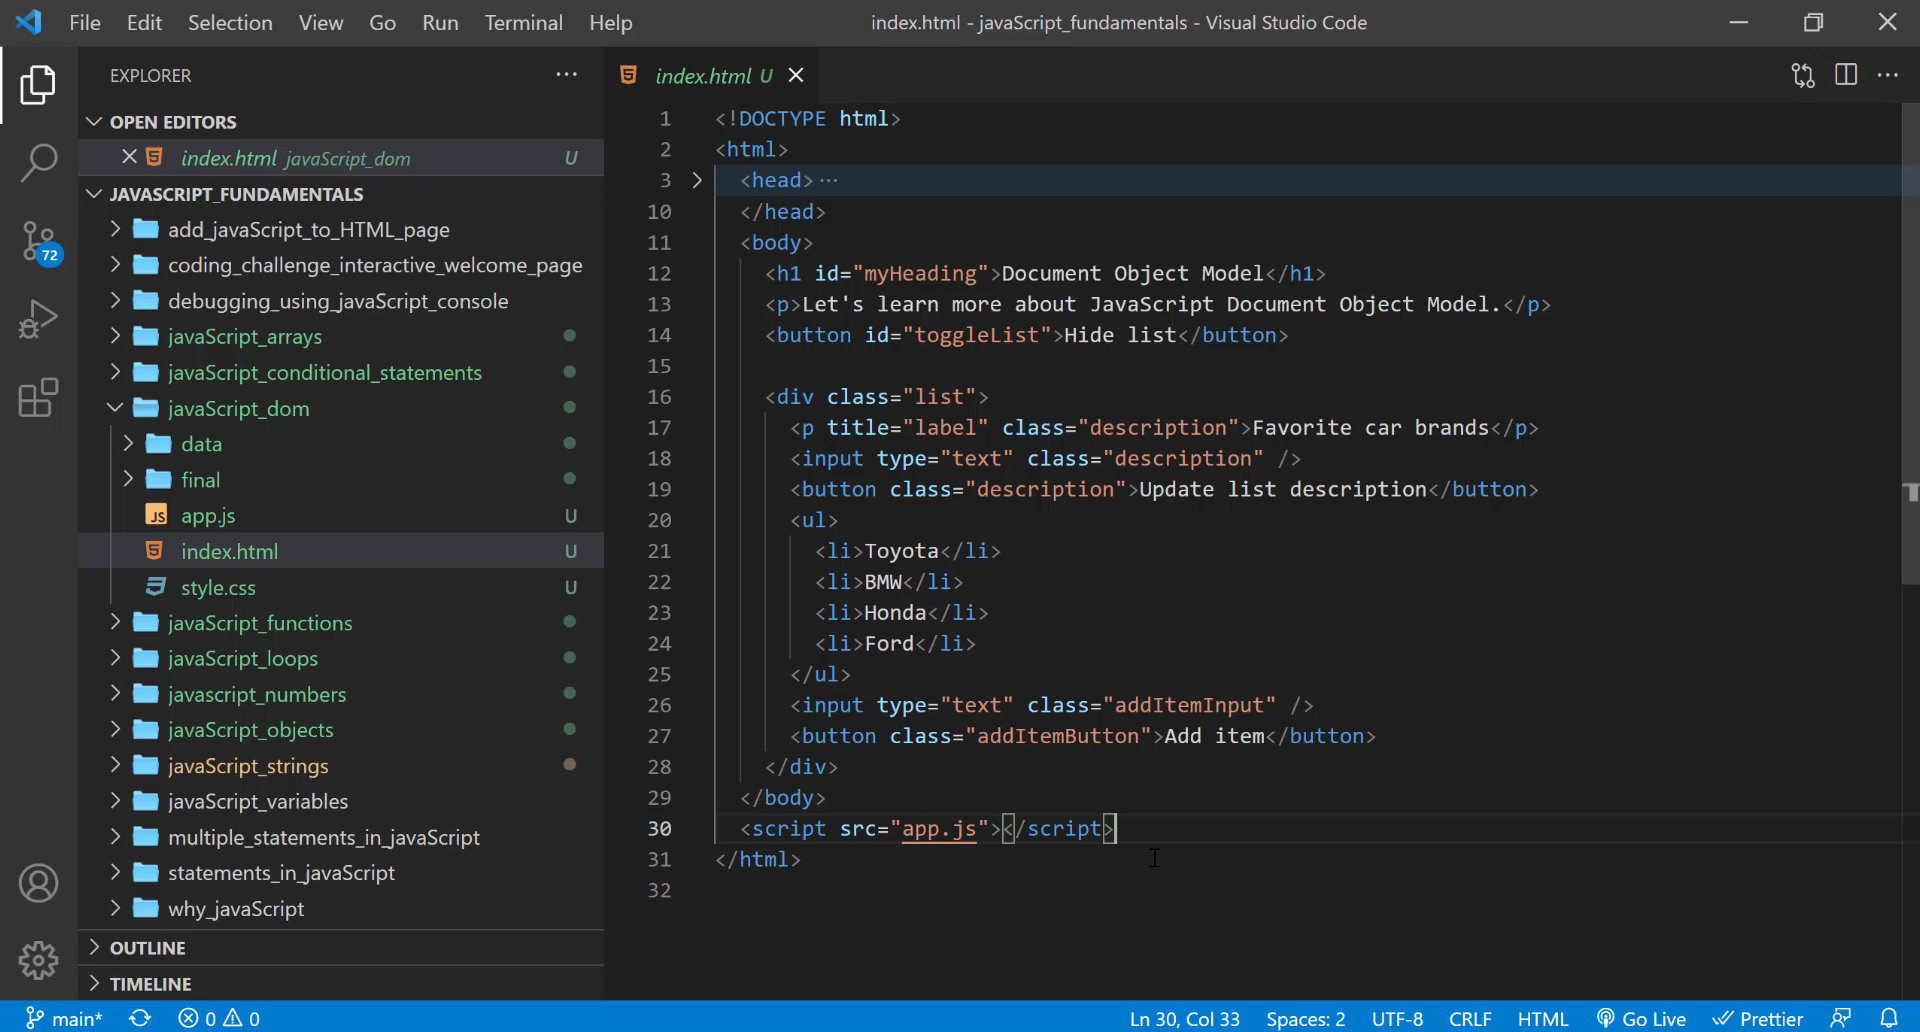 File Edit Selection View Go Run Terminal Help index.html - javaScript_fundamentals - Visual Studio Code
EXPLORER ···
OPEN EDITORS
index.html javaScript_dom U
JAVASCRIPT_FUNDAMENTALS
add_javaScript_to_HTML_page
coding_challenge_interactive_welcome_page
debugging_using_javaScript_console
javaScript_arrays
javaScript_conditional_statements
javaScript_dom
data
final
JS app.js U
index.html U
style.css U
javaScript_functions
javaScript_loops
javascript_numbers
javaScript_objects
javaScript_strings
javaScript_variables
multiple_statements_in_javaScript
statements_in_javaScript
why_javaScript
OUTLINE
TIMELINE
72
index.html U
1 <!DOCTYPE html>
2 <html>
3 <head>···
10 </head>
11 <body>
12 <h1 id="myHeading">Document Object Model</h1>
13 <p>Let's learn more about JavaScript Document Object Model.</p>
14 <button id="toggleList">Hide list</button>
15
16 <div class="list">
17 <p title="label" class="description">Favorite car brands</p>
18 <input type="text" class="description" />
19 <button class="description">Update list description</button>
20 <ul>
21 <li>Toyota</li>
22 <li>BMW</li>
23 <li>Honda</li>
24 <li>Ford</li>
25 </ul>
26 <input type="text" class="addItemInput" />
27 <button class="addItemButton">Add item</button>
28 </div>
29 </body>
30 <script src="app.js"></script>
31 </html>
32
main* 0 0 Ln 30, Col 33 Spaces: 2 UTF-8 CRLF HTML Go Live Prettier